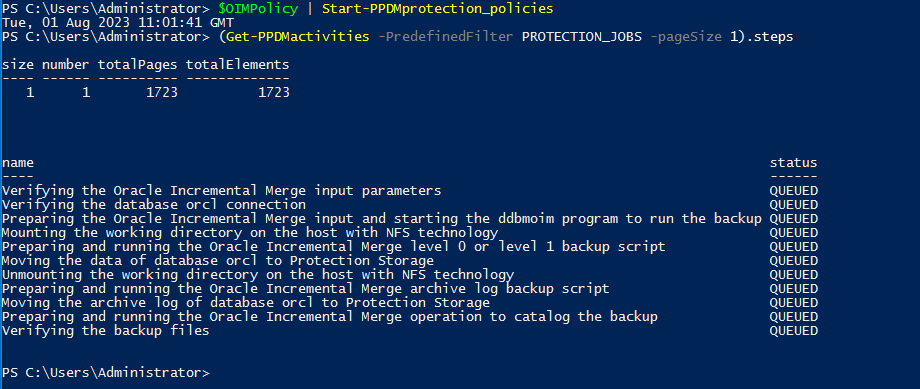 PS C:\Users\Administrator> $OIMPolicy | Start-PPDMprotection_policies
Tue, 01 Aug 2023 11:01:41 GMT
PS C:\Users\Administrator> (Get-PPDMactivities -PredefinedFilter PROTECTION_JOBS -pageSize 1).steps
size number totalPages totalElements
---- ------ ---------- -------------
1 1 1723 1723
name status
---- ------
Verifying the Oracle Incremental Merge input parameters QUEUED
Verifying the database orcl connection QUEUED
Preparing the Oracle Incremental Merge input and starting the ddbmoim program to run the backup QUEUED
Mounting the working directory on the host with NFS technology QUEUED
Preparing and running the Oracle Incremental Merge level 0 or level 1 backup script QUEUED
Moving the data of database orcl to Protection Storage QUEUED
Unmounting the working directory on the host with NFS technology QUEUED
Preparing and running the Oracle Incremental Merge archive log backup script QUEUED
Moving the archive log of database orcl to Protection Storage QUEUED
Preparing and running the Oracle Incremental Merge operation to catalog the backup QUEUED
Verifying the backup files QUEUED
PS C:\Users\Administrator>